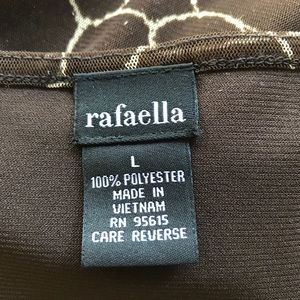 rafaella
L
100% POLYESTER
MADE IN
VIETNAM
RN 95615
CARE REVERSE